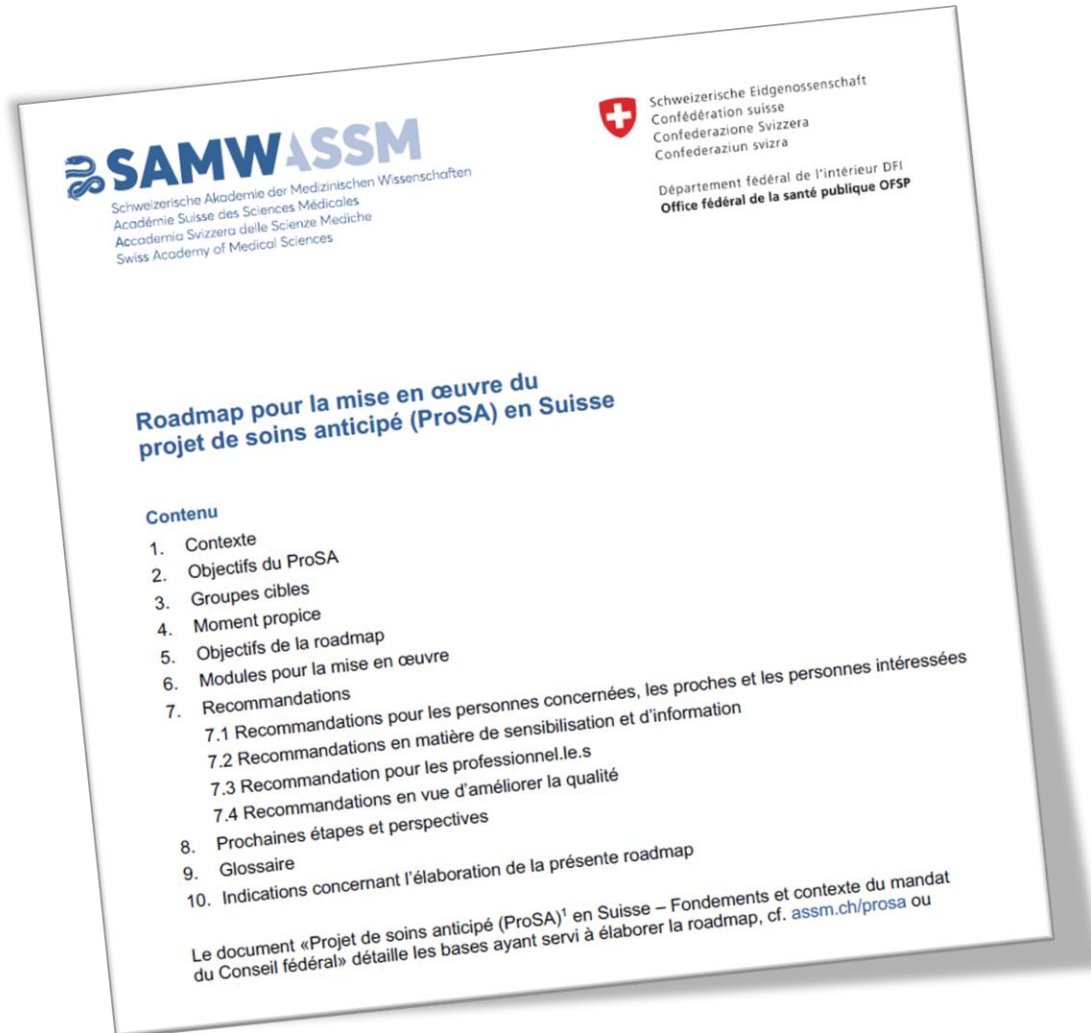 SAMWASSM
Schweizerische Akademie der Medizinischen Wissenschaften
Académie Suisse des Sciences Médicales
Accademia Svizzera delle Scienze Mediche
Swiss Academy of Medical Sciences
Schweizerische Eidgenossenschaft
Confédération suisse
Confederazione Svizzera
Confederaziun svizra
Département fédéral de l'intérieur DFI
Office fédéral de la santé publique OFSP
Roadmap pour la mise en œuvre du
projet de soins anticipé (ProSA) en Suisse
Contenu
1. Contexte
2. Objectifs du ProSA
3. Groupes cibles
4. Moment propice
5. Objectifs de la roadmap
6. Modules pour la mise en œuvre
7. Recommandations
7.1 Recommandations pour les personnes concernées, les proches et les personnes intéressées
7.2 Recommandations en matière de sensibilisation et d'information
7.3 Recommandation pour les professionnel.le.s
7.4 Recommandations en vue d'améliorer la qualité
8. Prochaines étapes et perspectives
9. Glossaire
10. Indications concernant l'élaboration de la présente roadmap
Le document «Projet de soins anticipé (ProSA)¹ en Suisse – Fondements et contexte du mandat
du Conseil fédéral» détaille les bases ayant servi à élaborer la roadmap, cf. assm.ch/prosa ou